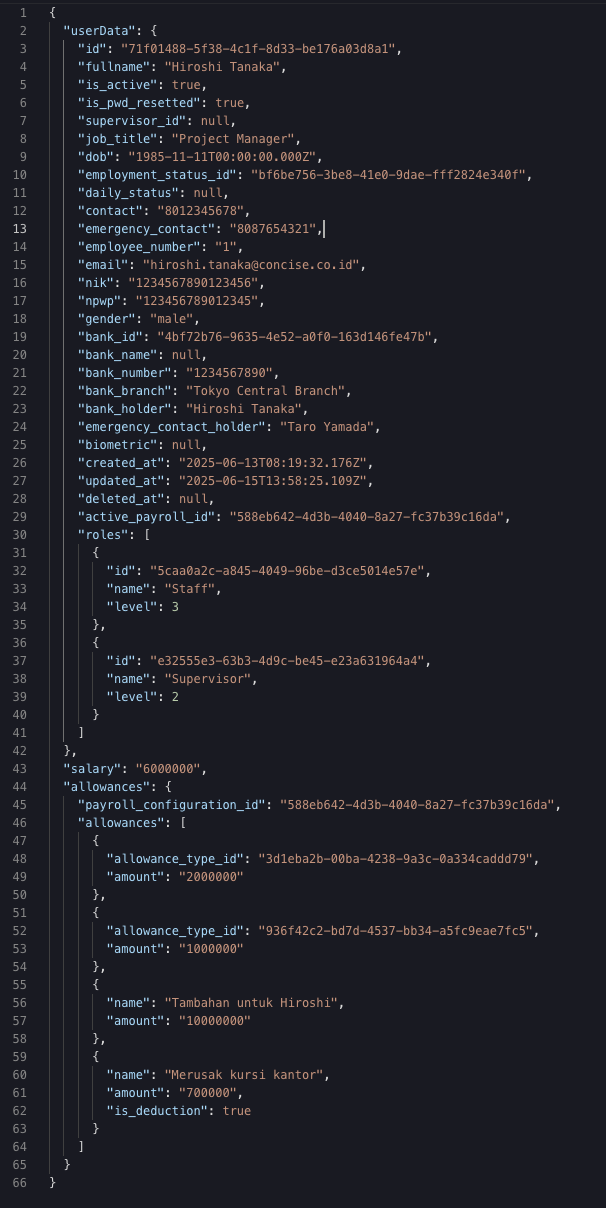 1 {
2 "userData": {
3 "id": "71f01488-5f38-4c1f-8d33-be176a03d8a1",
4 "fullname": "Hiroshi Tanaka",
5 "is_active": true,
6 "is_pwd_resetted": true,
7 "supervisor_id": null,
8 "job_title": "Project Manager",
9 "dob": "1985-11-11T00:00:00.000Z",
10 "employment_status_id": "bf6be756-3be8-41e0-9dae-fff2824e340f",
11 "daily_status": null,
12 "contact": "8012345678",
13 "emergency_contact": "8087654321",
14 "employee_number": "1",
15 "email": "hiroshi.tanaka@concise.co.id",
16 "nik": "1234567890123456",
17 "npwp": "123456789012345",
18 "gender": "male",
19 "bank_id": "4bf72b76-9635-4e52-a0f0-163d146fe47b",
20 "bank_name": null,
21 "bank_number": "1234567890",
22 "bank_branch": "Tokyo Central Branch",
23 "bank_holder": "Hiroshi Tanaka",
24 "emergency_contact_holder": "Taro Yamada",
25 "biometric": null,
26 "created_at": "2025-06-13T08:19:32.176Z",
27 "updated_at": "2025-06-15T13:58:25.109Z",
28 "deleted_at": null,
29 "active_payroll_id": "588eb642-4d3b-4040-8a27-fc37b39c16da",
30 "roles": [
31 {
32 "id": "5caa0a2c-a845-4049-96be-d3ce5014e57e",
33 "name": "Staff",
34 "level": 3
35 },
36 {
37 "id": "e32555e3-63b3-4d9c-be45-e23a631964a4",
38 "name": "Supervisor",
39 "level": 2
40 }
41 ]
42 },
43 "salary": "6000000",
44 "allowances": {
45 "payroll_configuration_id": "588eb642-4d3b-4040-8a27-fc37b39c16da",
46 "allowances": [
47 {
48 "allowance_type_id": "3d1eba2b-00ba-4238-9a3c-0a334caddd79",
49 "amount": "2000000"
50 },
51 {
52 "allowance_type_id": "936f42c2-bd7d-4537-bb34-a5fc9eae7fc5",
53 "amount": "1000000"
54 },
55 {
56 "name": "Tambahan untuk Hiroshi",
57 "amount": "10000000"
58 },
59 {
60 "name": "Merusak kursi kantor",
61 "amount": "700000",
62 "is_deduction": true
63 }
64 ]
65 }
66 }